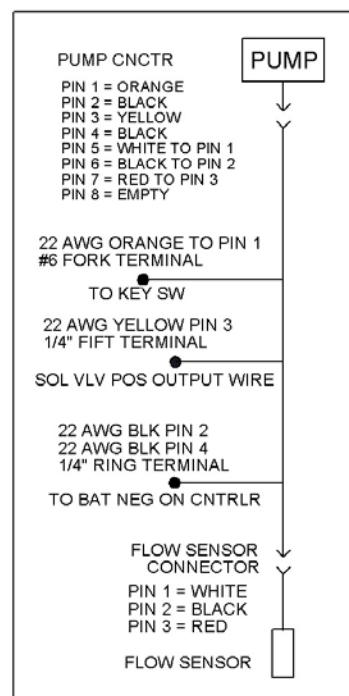 PUMP CNCTR
PUMP
PIN 1 = ORANGE
PIN 2 = BLACK
PIN 3 = YELLOW
PIN 4 = BLACK
PIN 5 = WHITE TO PIN 1
PIN 6 = BLACK TO PIN 2
PIN 7 = RED TO PIN 3
PIN 8 = EMPTY
22 AWG ORANGE TO PIN 1
#6 FORK TERMINAL
TO KEY SW
22 AWG YELLOW PIN 3
1/4" FIFT TERMINAL
SOL VLV POS OUTPUT WIRE
22 AWG BLK PIN 2
22 AWG BLK PIN 4
1/4" RING TERMINAL
TO BAT NEG ON CNTRLR
FLOW SENSOR
CONNECTOR
PIN 1 = WHITE
PIN 2 = BLACK
PIN 3 = RED
FLOW SENSOR